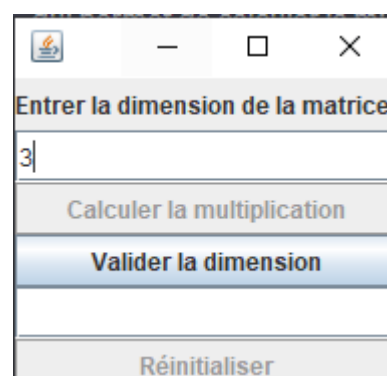 Entrer la dimension de la matrice
3
Calculer la multiplication
Valider la dimension
Réinitialiser